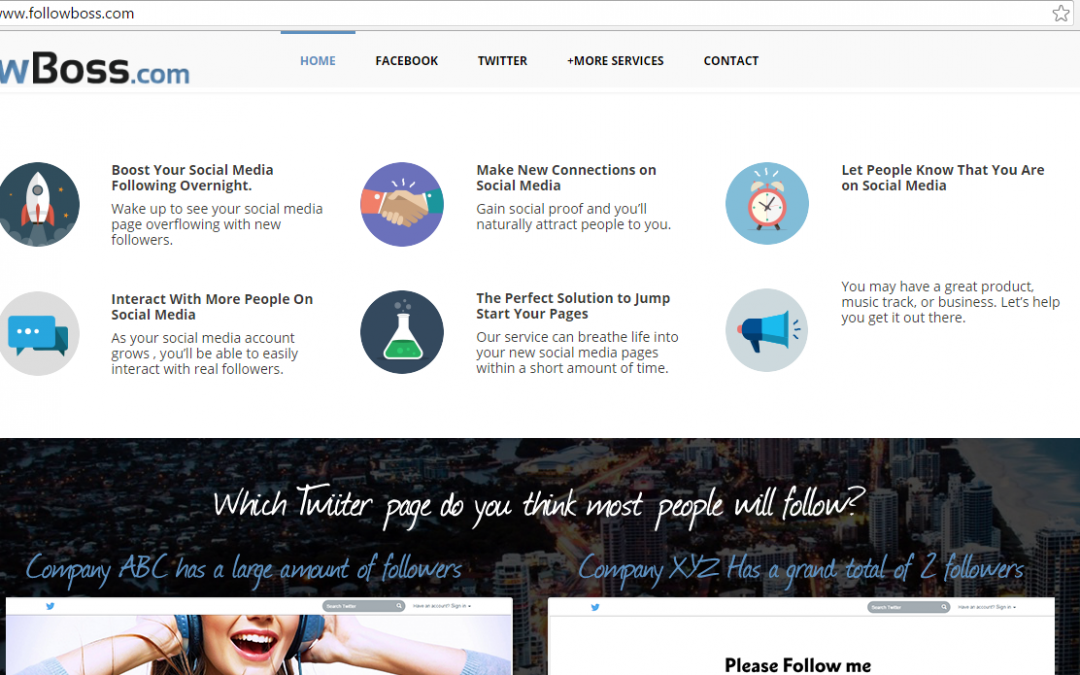 www.followboss.com
wBoss.com
HOME FACEBOOK TWITTER +MORE SERVICES CONTACT
Boost Your Social Media
Following Overnight.
Wake up to see your social media
page overflowing with new
followers.
Make New Connections on
Social Media
Gain social proof and you’ll
naturally attract people to you.
Let People Know That You Are
on Social Media
Interact With More People On
Social Media
As your social media account
grows , you’ll be able to easily
interact with real followers.
The Perfect Solution to Jump
Start Your Pages
Our service can breathe life into
your new social media pages
within a short amount of time.
You may have a great product,
music track, or business. Let’s help
you get it out there.
Which Twiiter page do you think most people will follow?
Company ABC has a large amount of followers
Company XYZ Has a grand total of 2 followers
Search Twitter Have an account? Sign in
Search Twitter Have an account? Sign in
Please Follow me